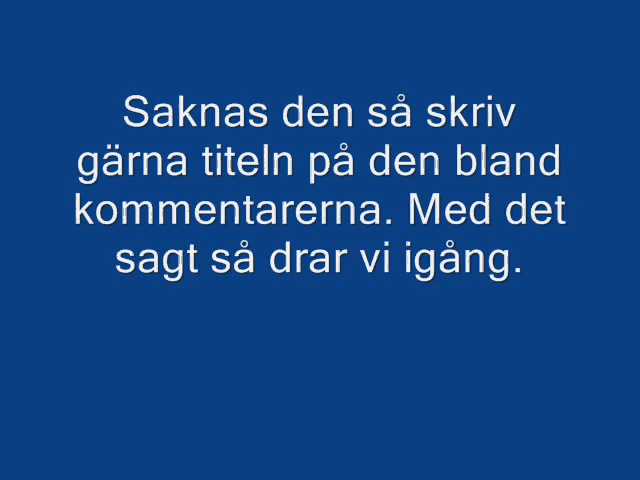 Saknas den så skriv
gärna titeln på den bland
kommentarerna. Med det
sagt så drar vi igång.